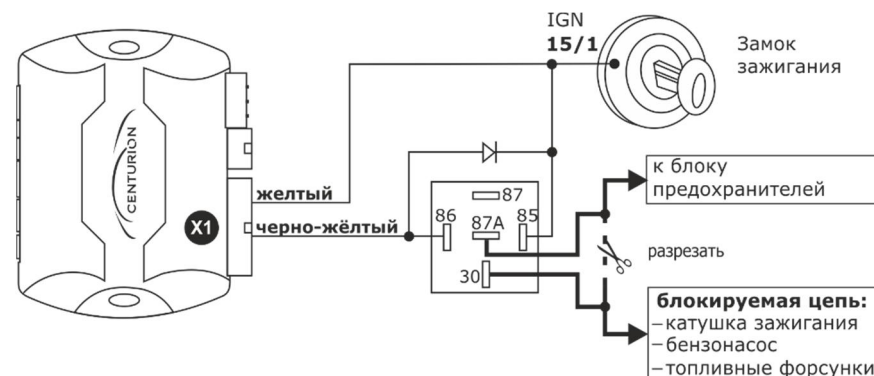 IGN
15/1
Замок
зажигания
CENTURION
к блоку
предохранителей
87
желтый
86
87A
85
X1
черно-жёлтый
разрезать
30
блокируемая цепь:
–катушка зажигания
–бензонасос
–топливные форсунки